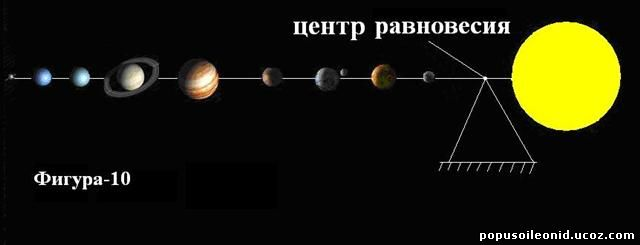 центр равновесия
Фигура-10
popusoileonid.ucoz.com